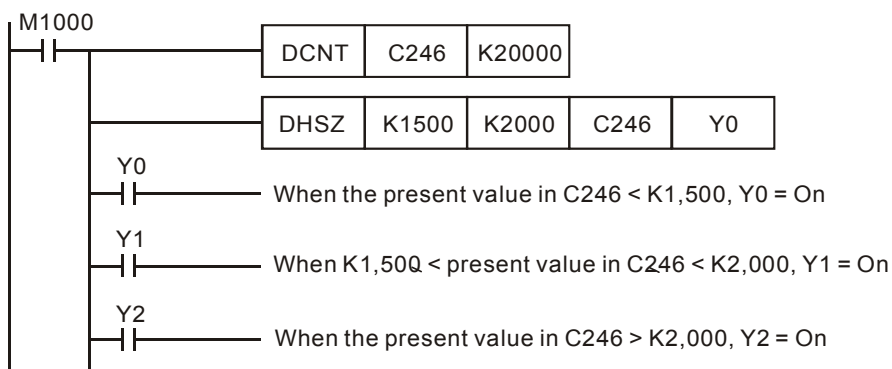 M1000
DCNT C246 K20000
DHSZ K1500 K2000 C246 Y0
Y0
When the present value in C246 < K1,500, Y0 = On
Y1
When K1,500 < present value in C246 < K2,000, Y1 = On
Y2
When the present value in C246 > K2,000, Y2 = On